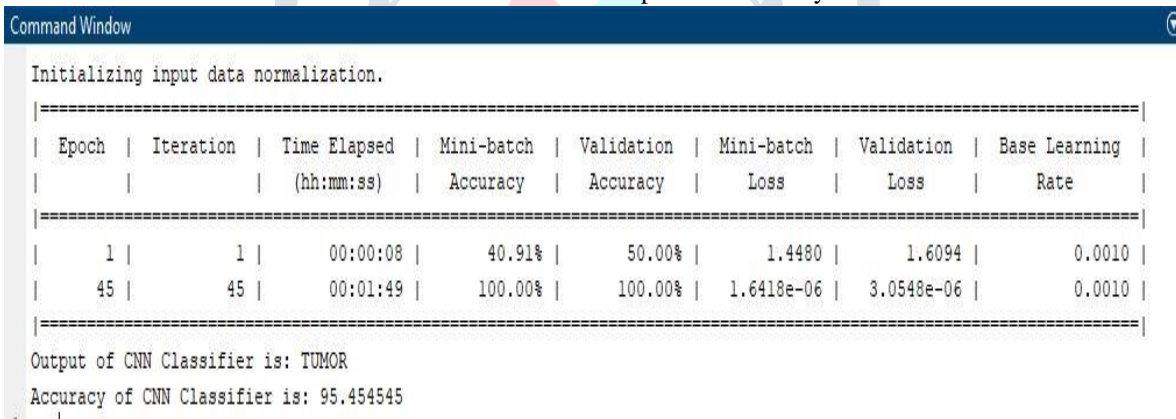 Command Window
Initializing input data normalization.
|======================================================================================================================|
| Epoch | Iteration | Time Elapsed | Mini-batch | Validation | Mini-batch | Validation | Base Learning |
| | | (hh:mm:ss) | Accuracy | Accuracy | Loss | Loss | Rate |
|======================================================================================================================|
| 1 | 1 | 00:00:08 | 40.91% | 50.00% | 1.4480 | 1.6094 | 0.0010 |
| 45 | 45 | 00:01:49 | 100.00% | 100.00% | 1.6418e-06 | 3.0548e-06 | 0.0010 |
|======================================================================================================================|
Output of CNN Classifier is: TUMOR
Accuracy of CNN Classifier is: 95.454545